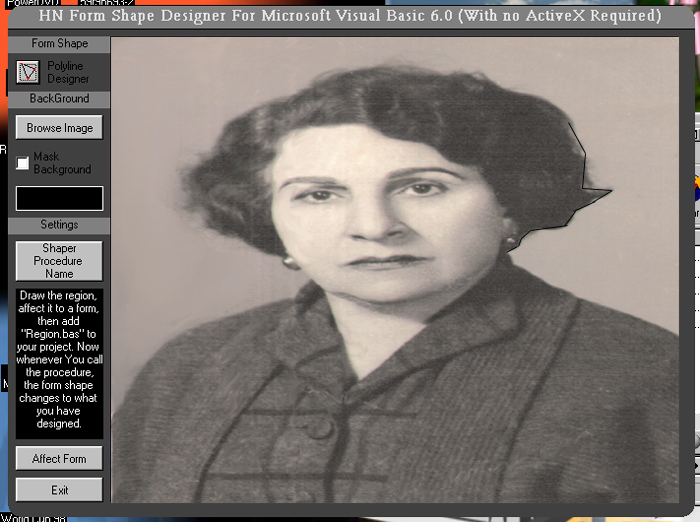 HN Form Shape Designer For Microsoft Visual Basic 6.0 (With no ActiveX Required)
Form Shape
Polyline
Designer
BackGround
Browse Image
Mask
Background
Settings
Shaper
Procedure
Name
Draw the region,
affect it to a form,
then add
"Region.bas" to
your project. Now
whenever You call
the procedure,
the form shape
changes to what
you have
designed.
Affect Form
Exit
World Cup 98